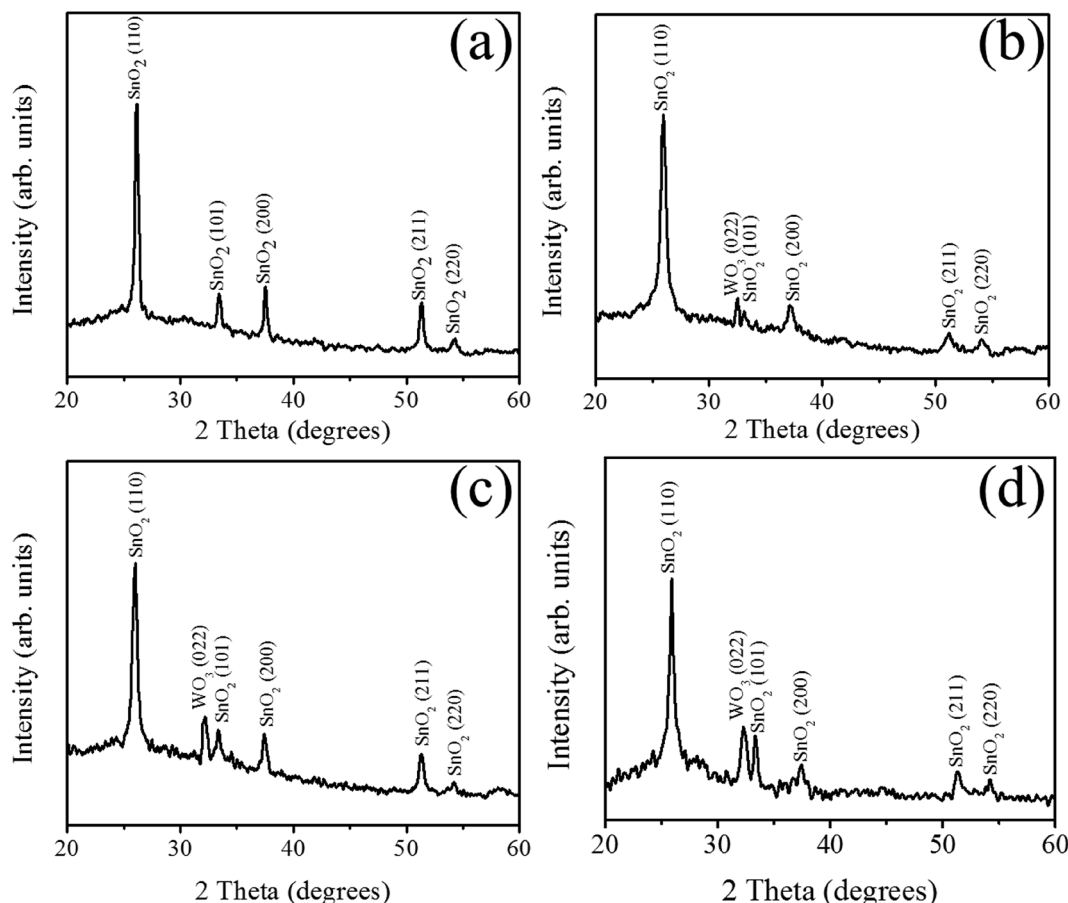 (a)
Intensity (arb. units)
SnO₂ (110)
SnO₂ (101)
SnO₂ (200)
SnO₂ (211)
SnO₂ (220)
20 30 40 50 60
2 Theta (degrees)
(b)
Intensity (arb. units)
SnO₂ (110)
WO₃ (022)
SnO₂ (101)
SnO₂ (200)
SnO₂ (211)
SnO₂ (220)
20 30 40 50 60
2 Theta (degrees)
(c)
Intensity (arb. units)
SnO₂ (110)
WO₃ (022)
SnO₂ (101)
SnO₂ (200)
SnO₂ (211)
SnO₂ (220)
20 30 40 50 60
2 Theta (degrees)
(d)
Intensity (arb. units)
SnO₂ (110)
WO₃ (022)
SnO₂ (101)
SnO₂ (200)
SnO₂ (211)
SnO₂ (220)
20 30 40 50 60
2 Theta (degrees)